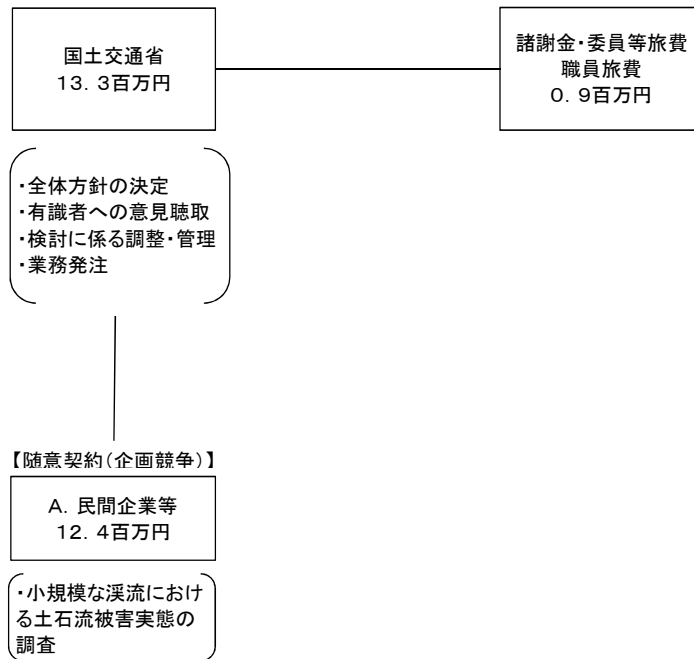 国土交通省
13．3百万円
諸謝金・委員等旅費
職員旅費
0．9百万円
・全体方針の決定
・有識者への意見聴取
・検討に係る調整・管理
・業務発注
【随意契約（企画競争）】
A．民間企業等
12．4百万円
・小規模な渓流におけ
る土石流被害実態の
調査